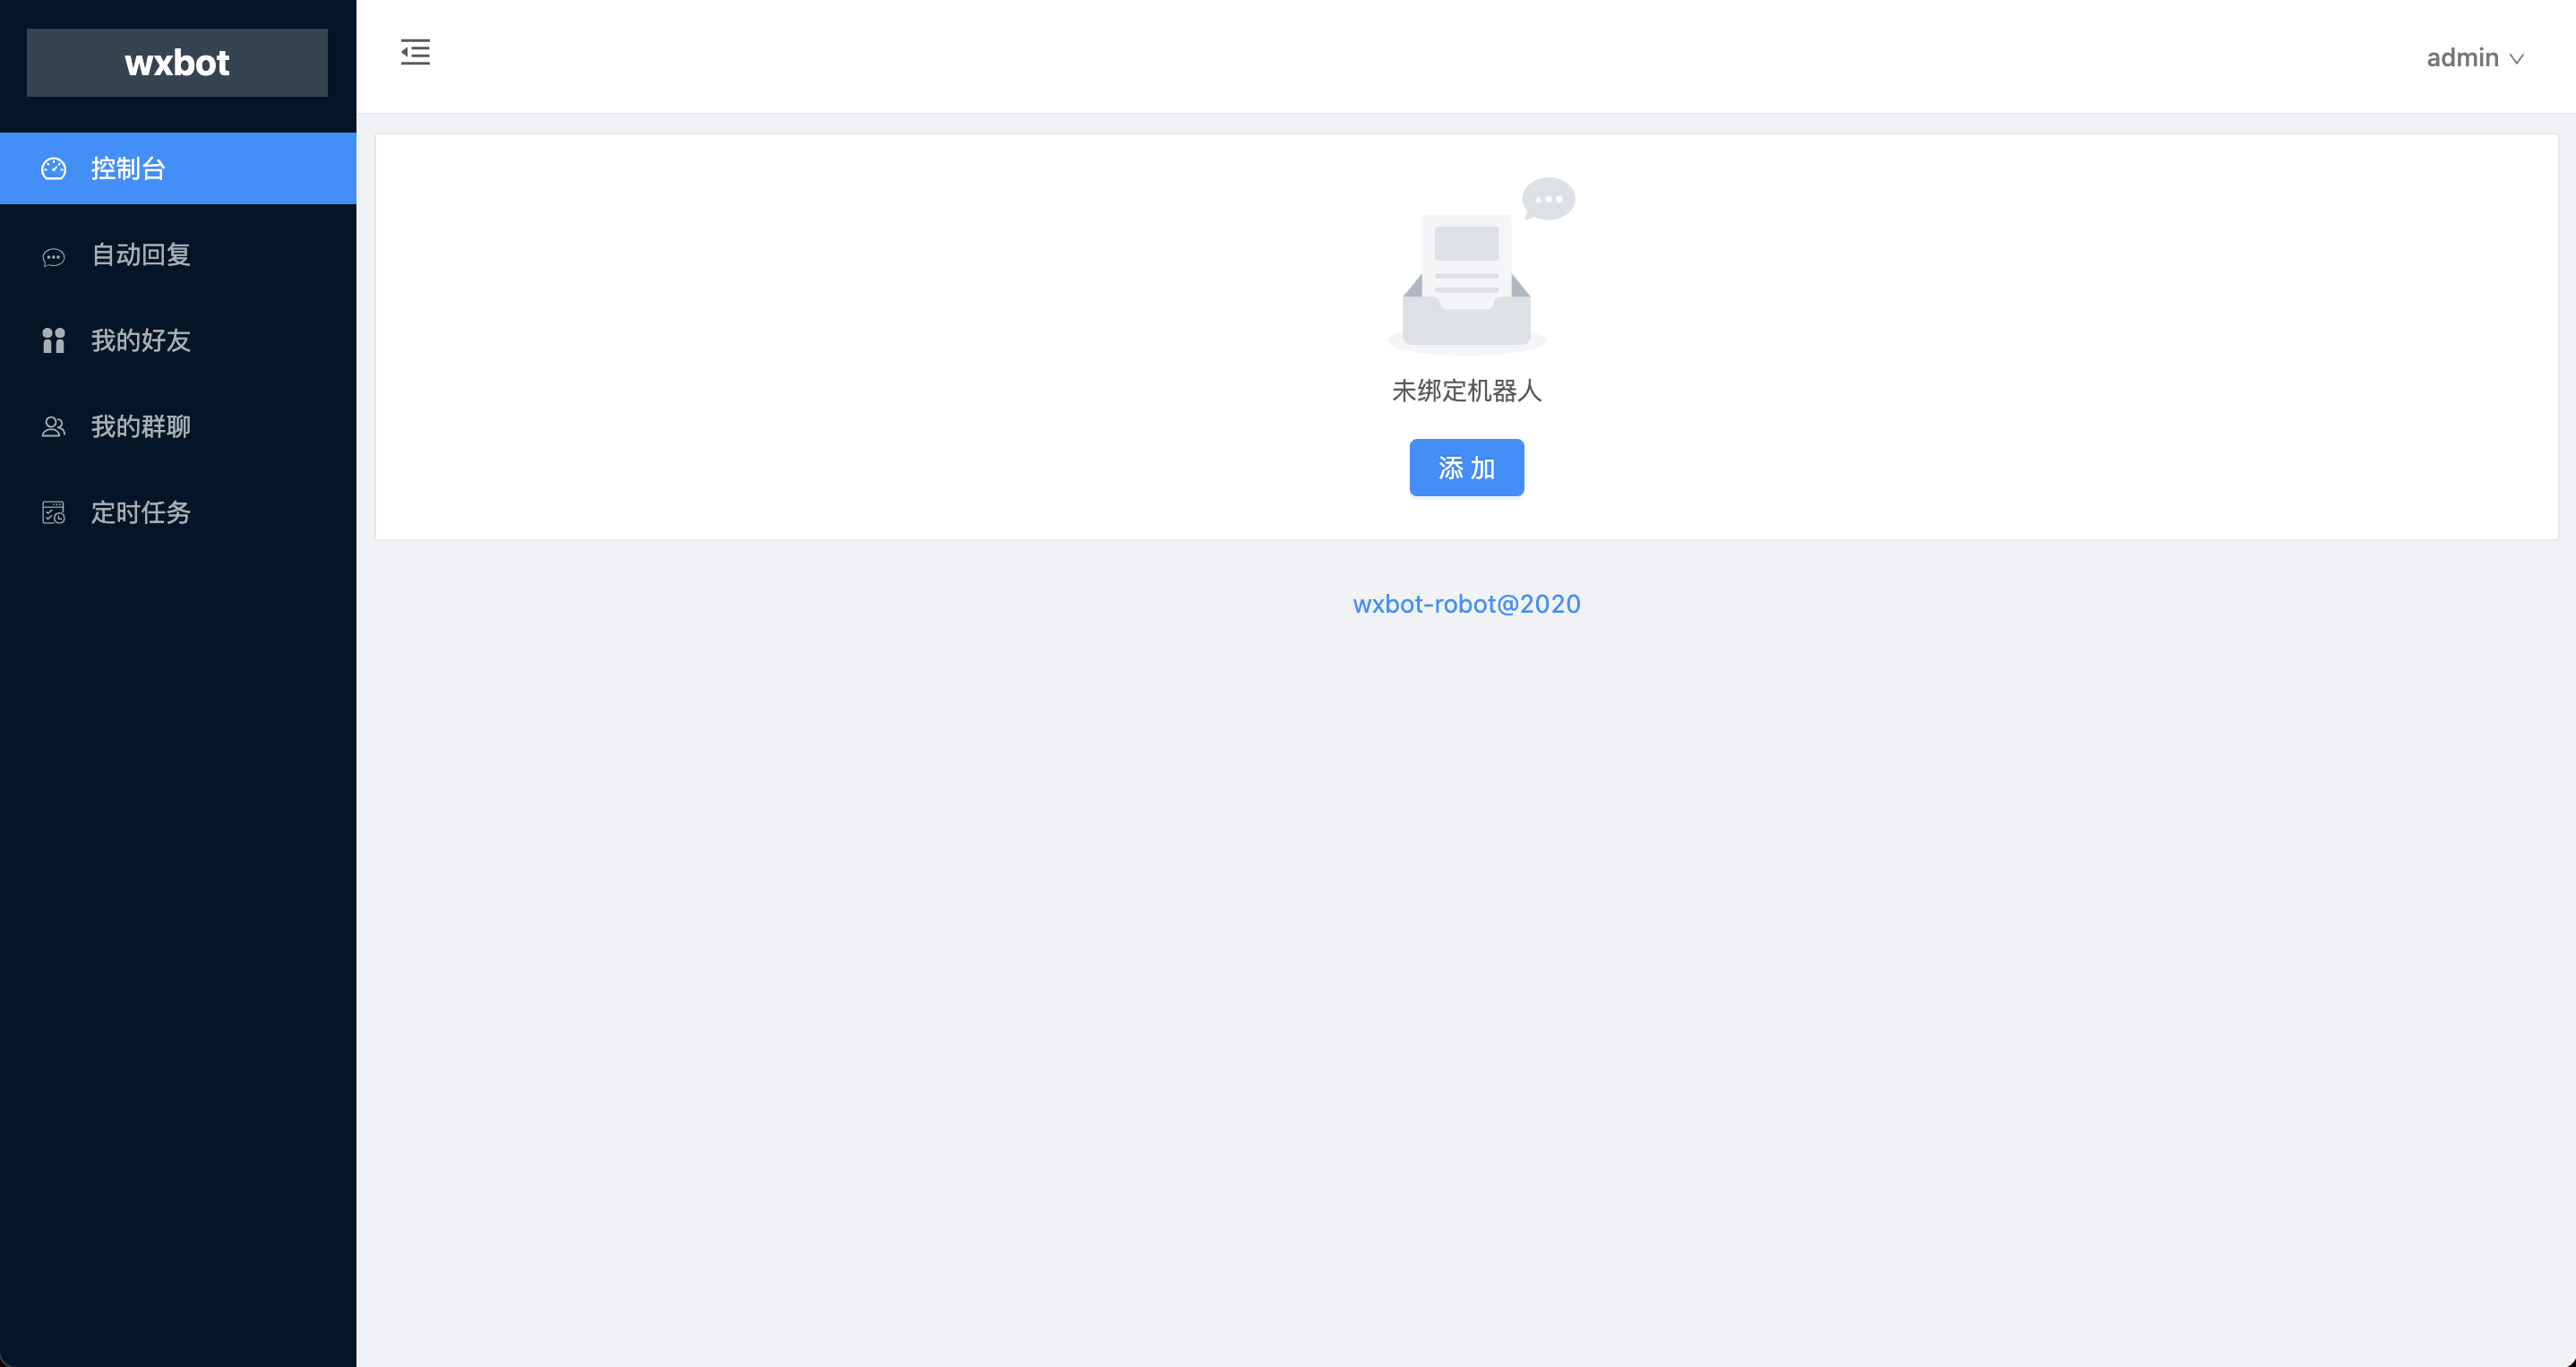 wxbot
admin
控制台
自动回复
我的好友
我的群聊
定时任务
未绑定机器人
添 加
wxbot-robot@2020